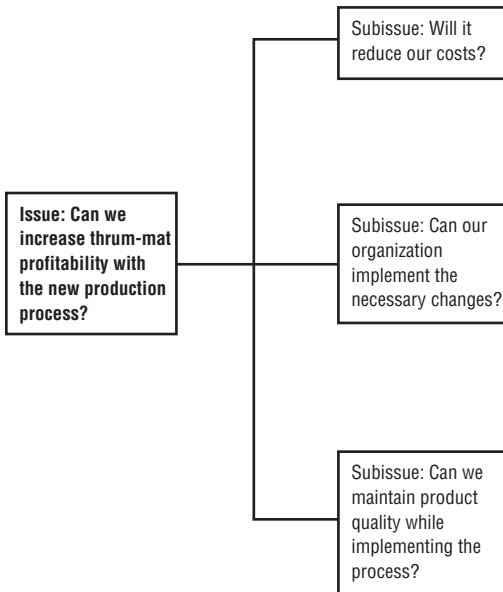 Subissue: Will it
reduce our costs?
Issue: Can we
increase thrum-mat
profitability with
the new production
process?
Subissue: Can our
organization
implement the
necessary changes?
Subissue: Can we
maintain product
quality while
implementing the
process?